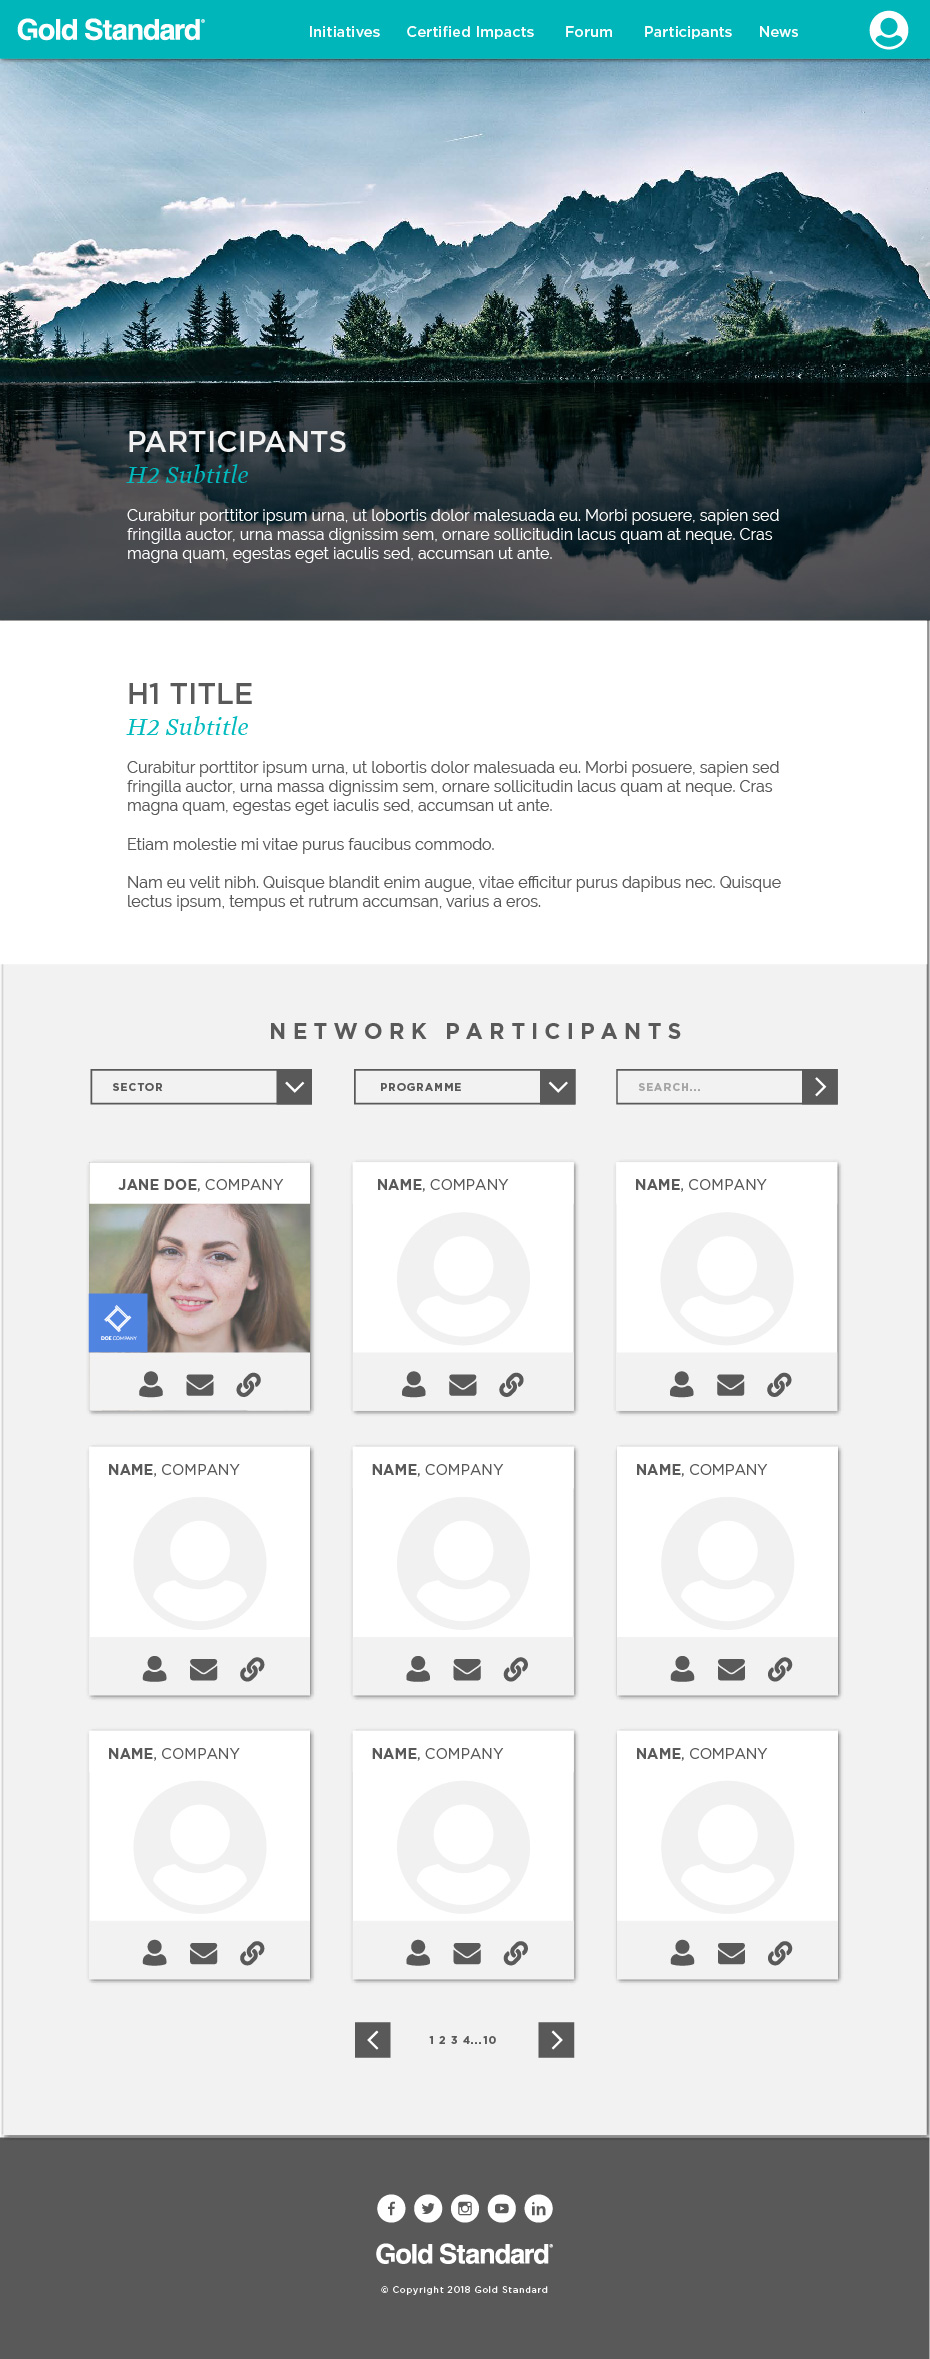 Gold Standard®
Initiatives Certified Impacts Forum Participants News
PARTICIPANTS
H2 Subtitle
Curabitur porttitor ipsum urna, ut lobortis dolor malesuada eu. Morbi posuere, sapien sed
fringilla auctor, urna massa dignissim sem, ornare sollicitudin lacus quam at neque. Cras
magna quam, egestas eget iaculis sed, accumsan ut ante.
H1 TITLE
H2 Subtitle
Curabitur porttitor ipsum urna, ut lobortis dolor malesuada eu. Morbi posuere, sapien sed
fringilla auctor, urna massa dignissim sem, ornare sollicitudin lacus quam at neque. Cras
magna quam, egestas eget iaculis sed, accumsan ut ante.
Etiam molestie mi vitae purus faucibus commodo.
Nam eu velit nibh. Quisque blandit enim augue, vitae efficitur purus dapibus nec. Quisque
lectus ipsum, tempus et rutrum accumsan, varius a eros.
NETWORK PARTICIPANTS
SECTOR
PROGRAMME
SEARCH...
JANE DOE, COMPANY
DOE COMPANY
NAME, COMPANY
NAME, COMPANY
NAME, COMPANY
NAME, COMPANY
NAME, COMPANY
NAME, COMPANY
NAME, COMPANY
NAME, COMPANY
1 2 3 4...10
Gold Standard®
© Copyright 2018 Gold Standard